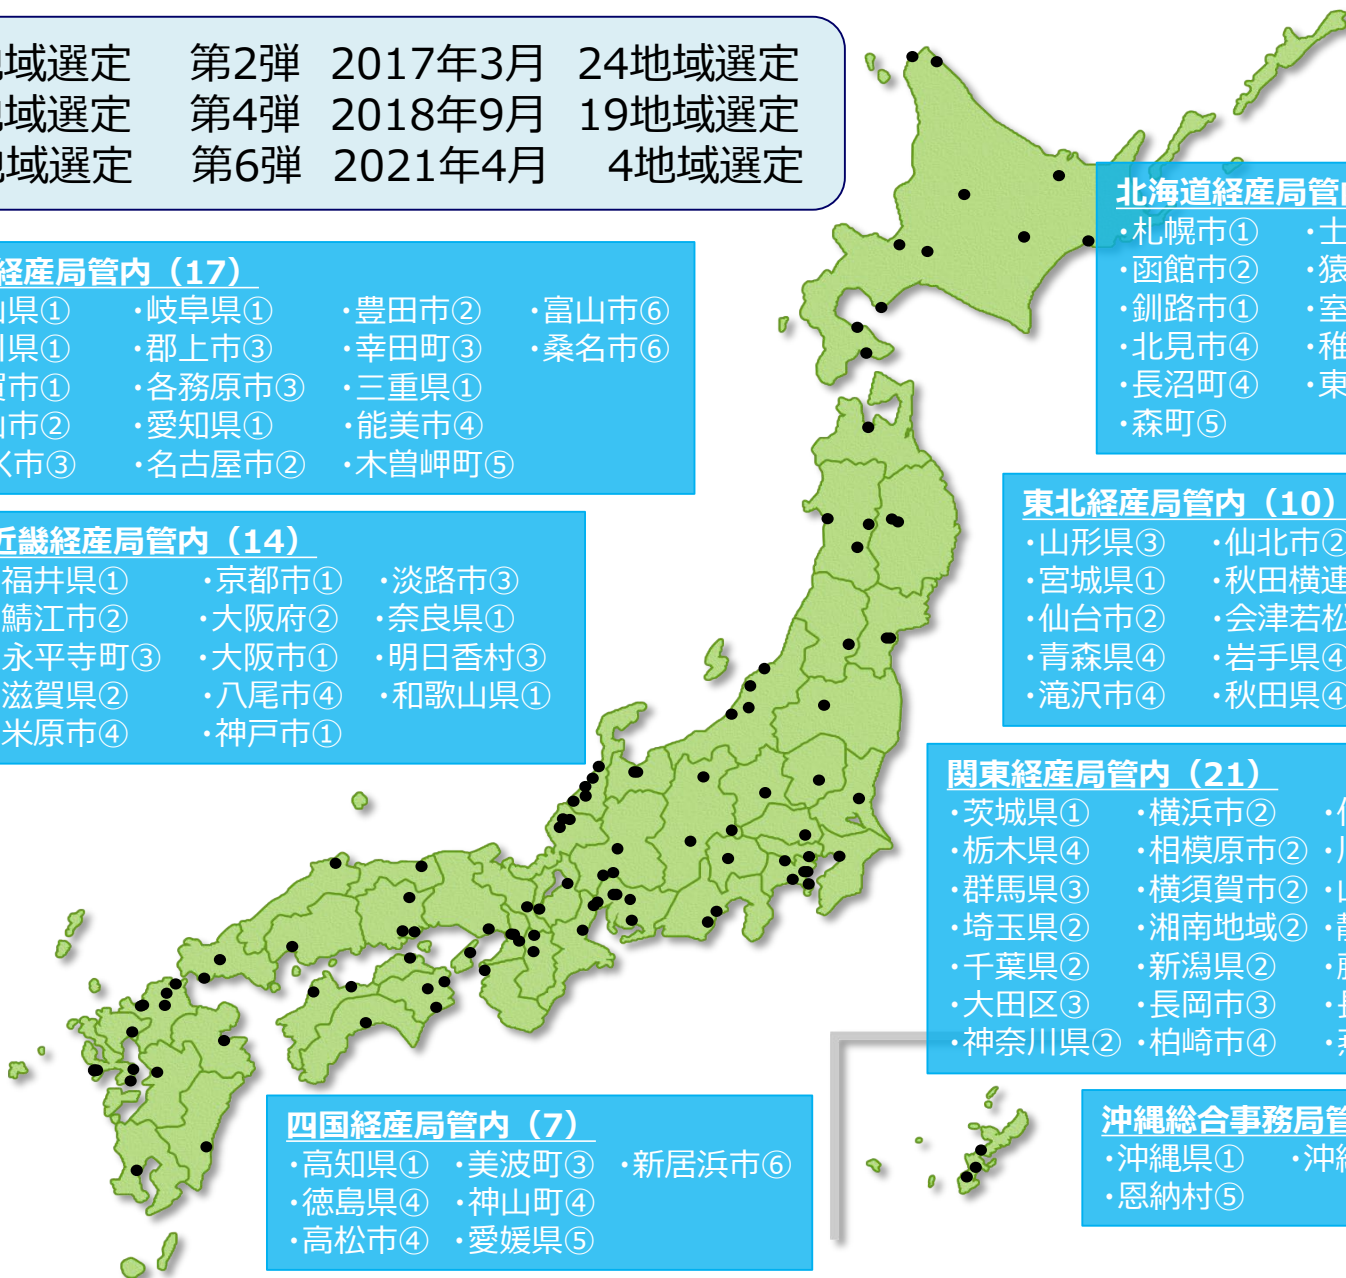 域選定 第2弾 2017年3月 24地域選定
域選定 第4弾 2018年9月 19地域選定
域選定 第6弾 2021年4月 4地域選定
経産局管内（17）
県① ・岐阜県① ・豊田市② ・富山市⑥
県① ・郡上市③ ・幸田町③ ・桑名市⑥
市① ・各務原市③ ・三重県①
市② ・愛知県① ・能美市④
市③ ・名古屋市② ・木曽岬町⑤
近畿経産局管内（14）
福井県① ・京都市① ・淡路市③
鯖江市② ・大阪府② ・奈良県①
永平寺町③ ・大阪市① ・明日香村③
滋賀県② ・八尾市④ ・和歌山県①
米原市④ ・神戸市①
北海道経産局管内
・札幌市① ・士
・函館市② ・猿
・釧路市① ・室
・北見市④ ・稚
・長沼町④ ・東
・森町⑤
東北経産局管内（10）
・山形県③ ・仙北市②
・宮城県① ・秋田横連
・仙台市② ・会津若松
・青森県④ ・岩手県④
・滝沢市④ ・秋田県④
関東経産局管内（21）
・茨城県① ・横浜市② ・
・栃木県④ ・相模原市② ・
・群馬県③ ・横須賀市② ・
・埼玉県② ・湘南地域② ・
・千葉県② ・新潟県② ・
・大田区③ ・長岡市③ ・
・神奈川県② ・柏崎市④ ・
四国経産局管内（7）
・高知県① ・美波町③ ・新居浜市⑥
・徳島県④ ・神山町④
・高松市④ ・愛媛県⑤
沖縄総合事務局管
・沖縄県① ・沖縄
・恩納村⑤